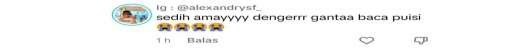 Ig : @alexandrysf_
sedih amayyyy dengerrr gantaa baca puisi
😭😭😭😭
1 h Balas